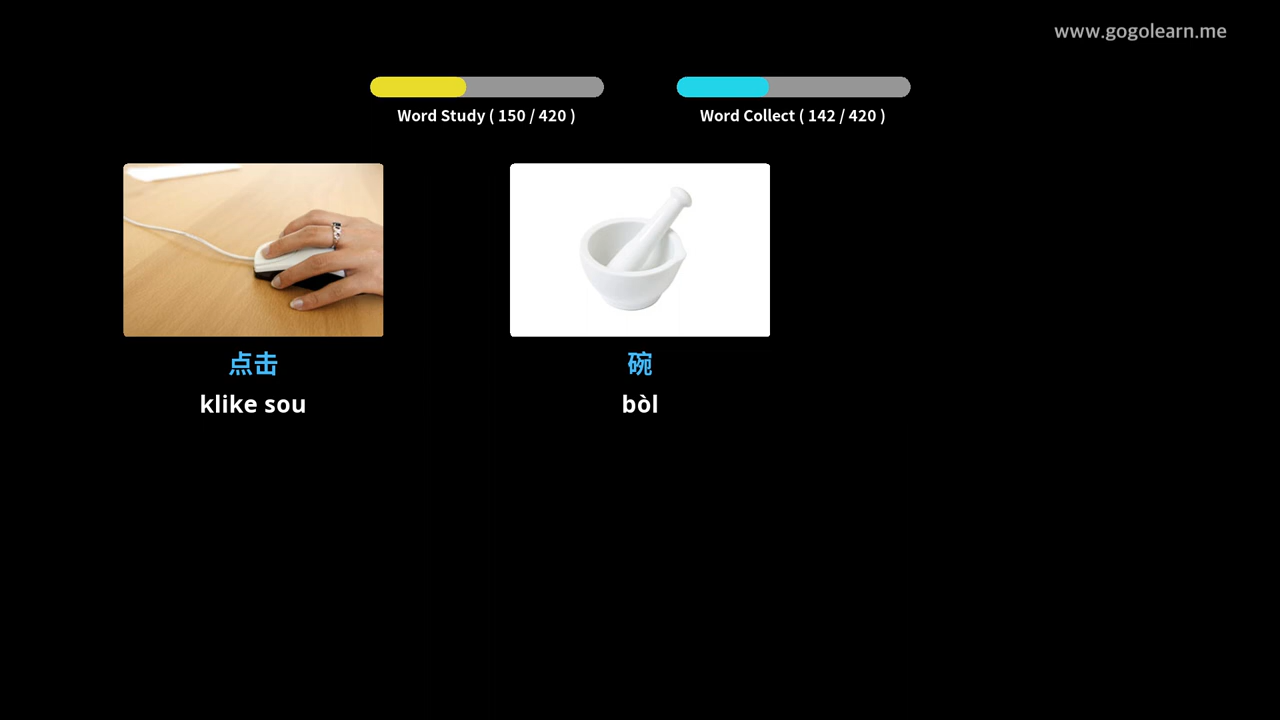 www.gogolearn.me
Word Study ( 150 / 420 )
Word Collect ( 142 / 420 )
点击
klike sou
碗
bòl